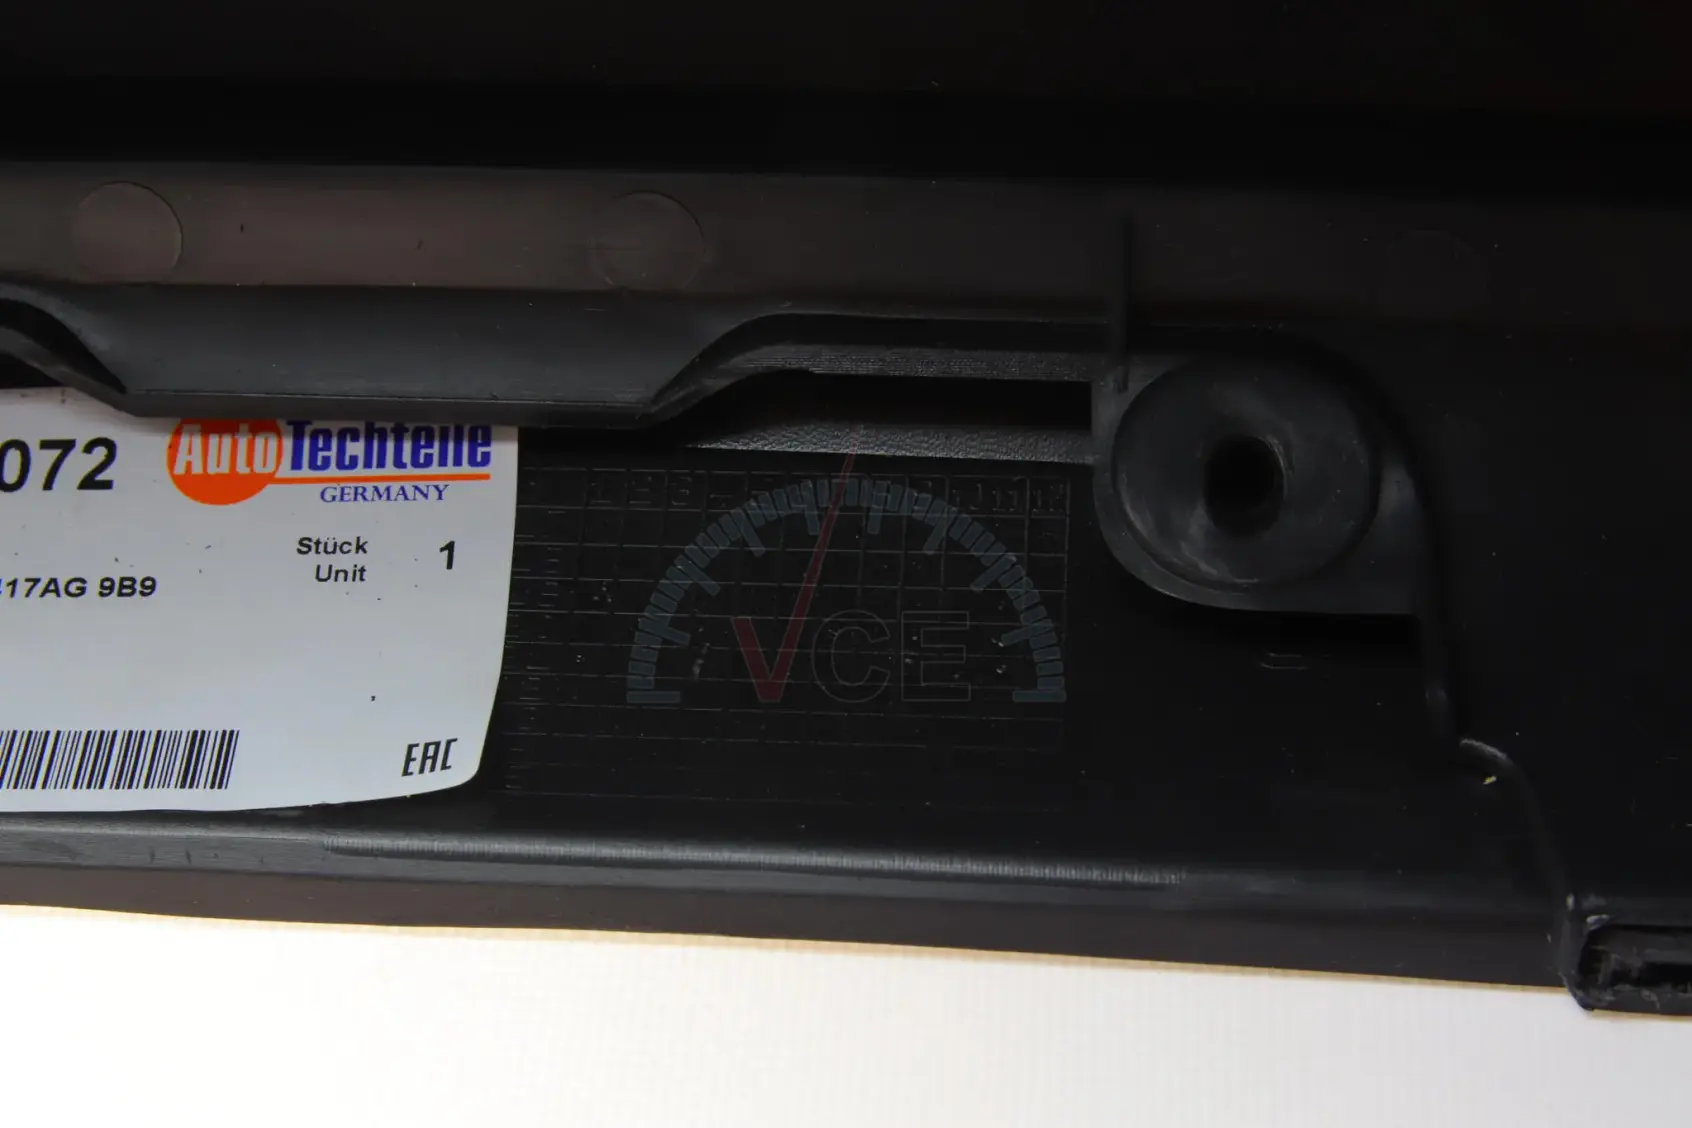 072
AutoTechteile
GERMANY
Stück 1
Unit
17AG 9B9
EAC
VCE